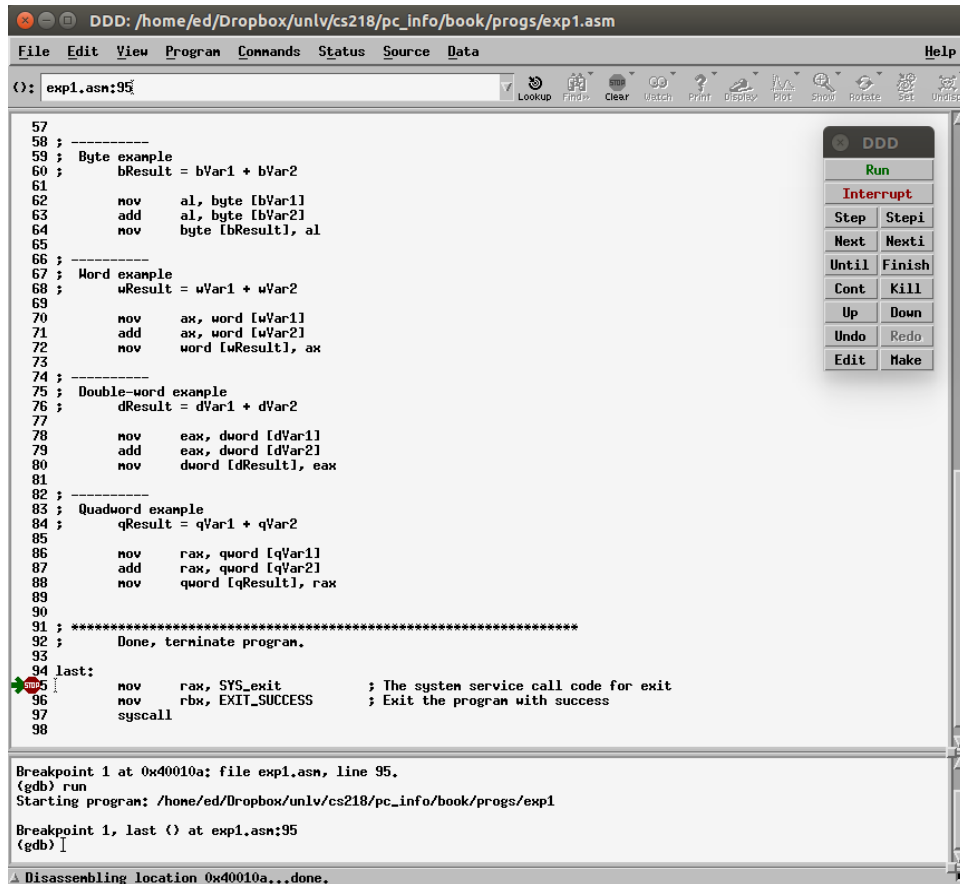 DDD: /home/ed/Dropbox/unlv/cs218/pc_info/book/progs/exp1.asm
File Edit View Program Commands Status Source Data Help
(): exp1.asm:95 Lookup Find» Clear Watch Print Display Plot Show Rotate Set Undisp
57
58 ; ----------
59 ;  Byte example
60 ;       bResult = bVar1 + bVar2
61
62         mov     al, byte [bVar1]
63         add     al, byte [bVar2]
64         mov     byte [bResult], al
65
66 ; ----------
67 ;  Word example
68 ;       wResult = wVar1 + wVar2
69
70         mov     ax, word [wVar1]
71         add     ax, word [wVar2]
72         mov     word [wResult], ax
73
74 ; ----------
75 ;  Double-word example
76 ;       dResult = dVar1 + dVar2
77
78         mov     eax, dword [dVar1]
79         add     eax, dword [dVar2]
80         mov     dword [dResult], eax
81
82 ; ----------
83 ;  Quadword example
84 ;       qResult = qVar1 + qVar2
85
86         mov     rax, qword [qVar1]
87         add     rax, qword [qVar2]
88         mov     qword [qResult], rax
89
90
91 ; *****************************************************************
92 ;       Done, terminate program.
93
94 last:
STOP 5         mov     rax, SYS_exit       ; The system service call code for exit
96         mov     rbx, EXIT_SUCCESS       ; Exit the program with success
97         syscall
98
DDD
Run
Interrupt
Step Stepi
Next Nexti
Until Finish
Cont Kill
Up Down
Undo Redo
Edit Make
Breakpoint 1 at 0x40010a: file exp1.asm, line 95.
(gdb) run
Starting program: /home/ed/Dropbox/unlv/cs218/pc_info/book/progs/exp1
Breakpoint 1, last () at exp1.asm:95
(gdb)
Disassembling location 0x40010a...done.